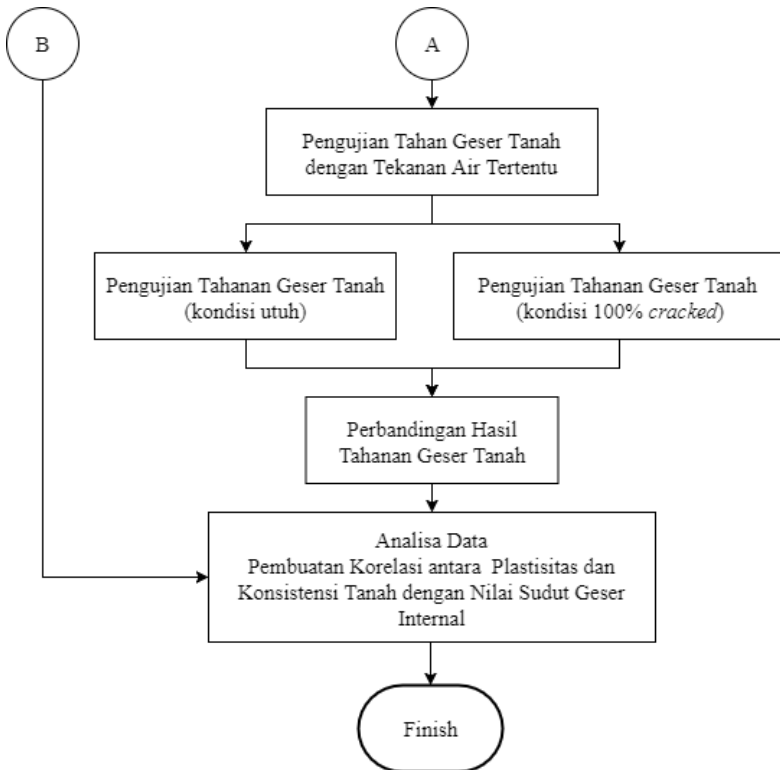 B
A
Pengujian Tahan Geser Tanah
dengan Tekanan Air Tertentu
Pengujian Tahanan Geser Tanah
(kondisi utuh)
Pengujian Tahanan Geser Tanah
(kondisi 100% cracked)
Perbandingan Hasil
Tahanan Geser Tanah
Analisa Data
Pembuatan Korelasi antara Plastisitas dan
Konsistensi Tanah dengan Nilai Sudut Geser
Internal
Finish